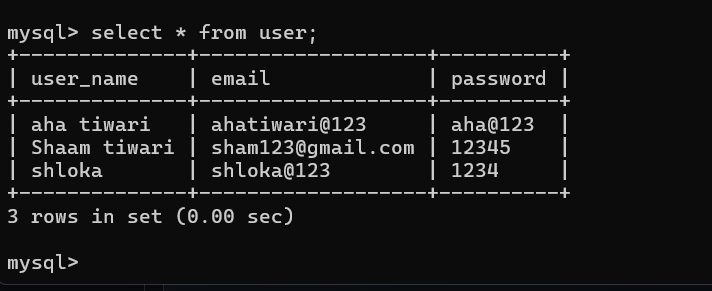 mysql> select * from user;
+--------------+------------------+----------+
| user_name    | email            | password |
+--------------+------------------+----------+
| aha tiwari   | ahatiwari@123    | aha@123  |
| Shaam tiwari | sham123@gmail.com | 12345    |
| shloka       | shloka@123       | 1234     |
+--------------+------------------+----------+
3 rows in set (0.00 sec)
mysql>